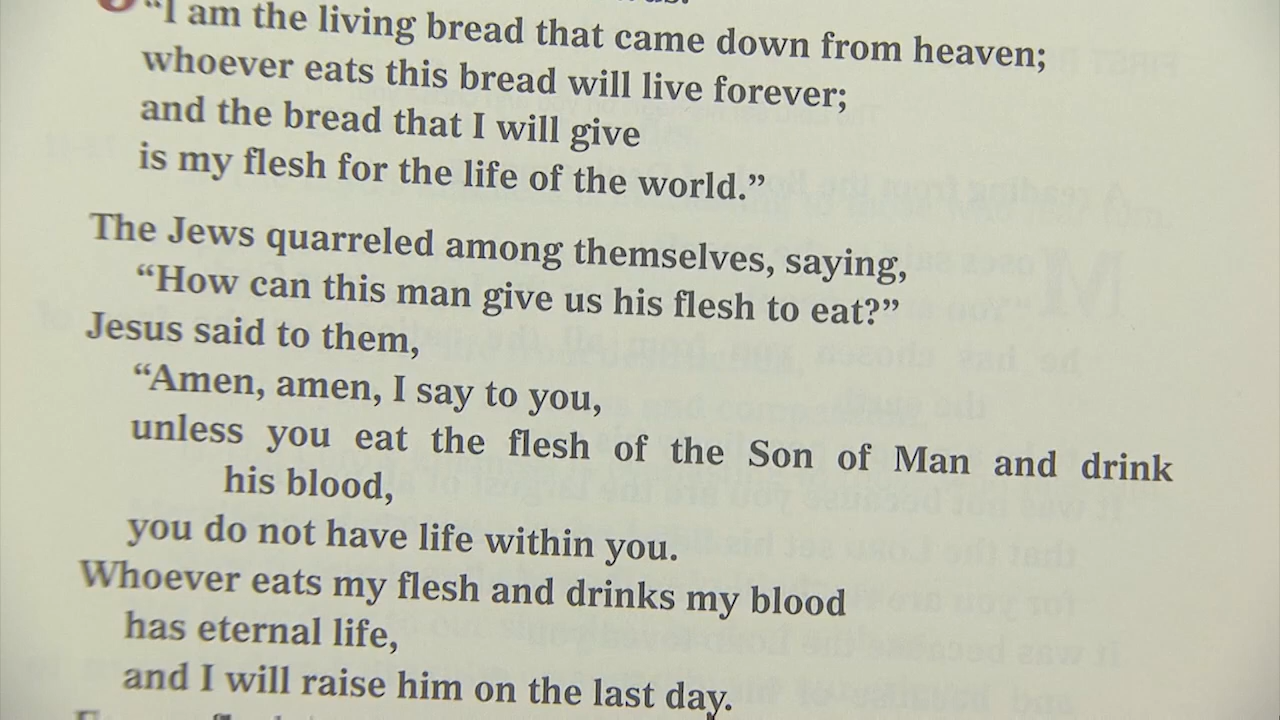 “I am the living bread that came down from heaven;
whoever eats this bread will live forever;
and the bread that I will give
is my flesh for the life of the world.”
The Jews quarreled among themselves, saying,
“How can this man give us his flesh to eat?”
Jesus said to them,
“Amen, amen, I say to you,
unless you eat the flesh of the Son of Man and drink
his blood,
you do not have life within you.
Whoever eats my flesh and drinks my blood
has eternal life,
and I will raise him on the last day.